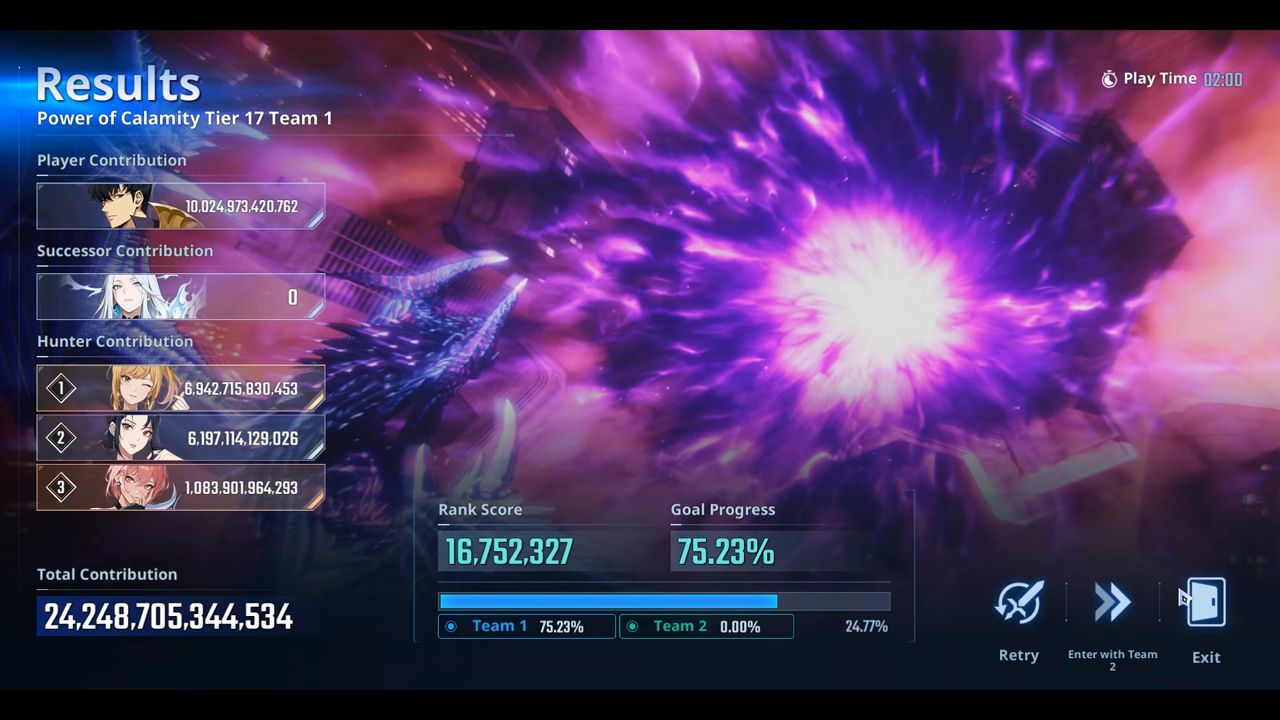 Results
Power of Calamity Tier 17 Team 1
Play Time 02:00
Player Contribution
10,024,973,420,762
Successor Contribution
0
Hunter Contribution
1 6,942,715,830,453
2 6,197,114,129,026
3 1,083,901,964,293
Total Contribution
24,248,705,344,534
Rank Score
16,752,327
Goal Progress
75.23%
Team 1 75.23%
Team 2 0.00%
24.77%
Retry
Enter with Team
2
Exit